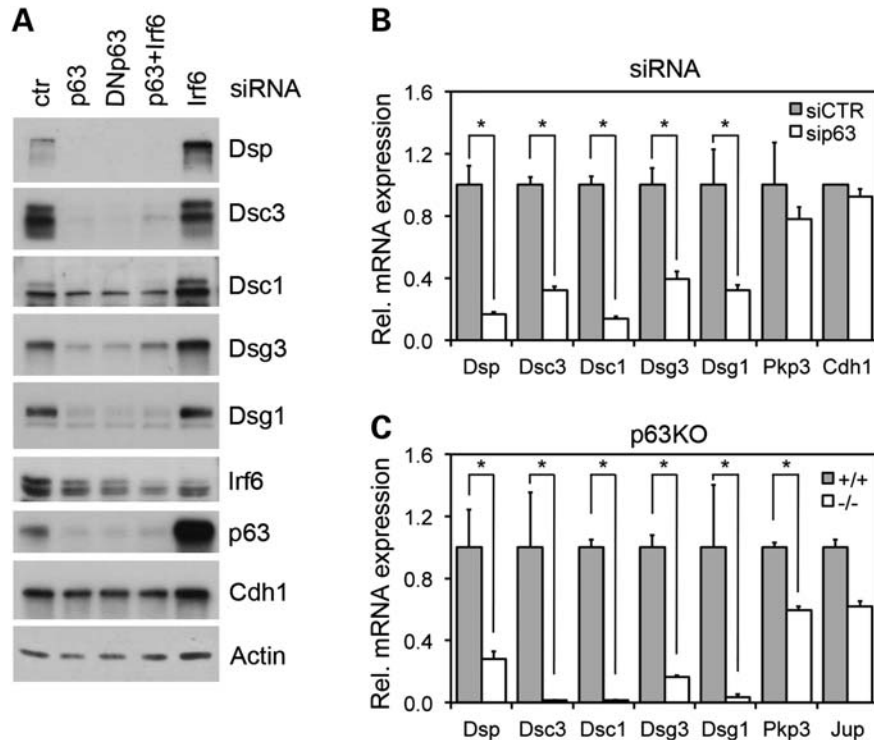 A
ctr
p63
DNp63
p63+Irf6
Irf6
siRNA
Dsp
Dsc3
Dsc1
Dsg3
Dsg1
Irf6
p63
Cdh1
Actin
B
siRNA
siCTR
sip63
Rel. mRNA expression
1.6
1.2
0.8
0.4
0.0
* * * * *
Dsp Dsc3 Dsc1 Dsg3 Dsg1 Pkp3 Cdh1
C
p63KO
+/+
-/-
Rel. mRNA expression
1.6
1.2
0.8
0.4
0.0
* * * * * *
Dsp Dsc3 Dsc1 Dsg3 Dsg1 Pkp3 Jup